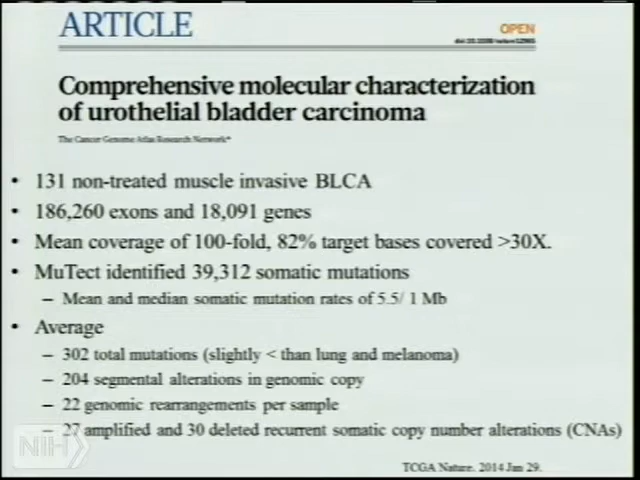 ARTICLE
OPEN
Comprehensive molecular characterization
of urothelial bladder carcinoma
The Cancer Genome Atlas Research Network*
• 131 non-treated muscle invasive BLCA
• 186,260 exons and 18,091 genes
• Mean coverage of 100-fold, 82% target bases covered >30X.
• MuTect identified 39,312 somatic mutations
– Mean and median somatic mutation rates of 5.5/ 1 Mb
• Average
– 302 total mutations (slightly < than lung and melanoma)
– 204 segmental alterations in genomic copy
– 22 genomic rearrangements per sample
– 27 amplified and 30 deleted recurrent somatic copy number alterations (CNAs)
NIH
TCGA Nature. 2014 Jan 29.